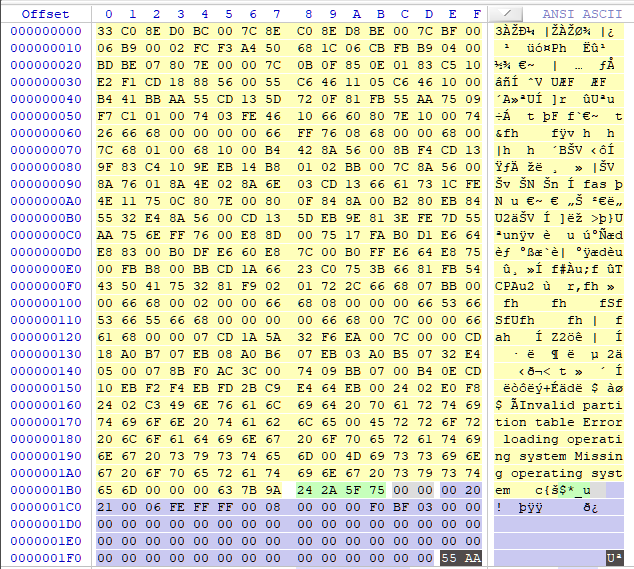 Offset 0 1 2 3 4 5 6 7 8 9 A B C D E F ANSI ASCII
000000000 33 C0 8E D0 BC 00 7C 8E C0 8E D8 BE 00 7C BF 00 3ÀŽÐ¼ |ŽÀŽØ¾ |¿
000000010 06 B9 00 02 FC F3 A4 50 68 1C 06 CB FB B9 04 00 ¹ üó¤Ph Ëû¹
000000020 BD BE 07 80 7E 00 00 7C 0B 0F 85 0E 01 83 C5 10 ½¾ €~ | … ƒÅ
000000030 E2 F1 CD 18 88 56 00 55 C6 46 11 05 C6 46 10 00 âñÍ ˆV UÆF ÆF
000000040 B4 41 BB AA 55 CD 13 5D 72 0F 81 FB 55 AA 75 09 ´A»ªUÍ ]r ûUªu
000000050 F7 C1 01 00 74 03 FE 46 10 66 60 80 7E 10 00 74 ÷Á t þF f`€~ t
000000060 26 66 68 00 00 00 00 66 FF 76 08 68 00 00 68 00 &fh fÿv h h
000000070 7C 68 01 00 68 10 00 B4 42 8A 56 00 8B F4 CD 13 |h h ´BŠV ‹ôÍ
000000080 9F 83 C4 10 9E EB 14 B8 01 02 BB 00 7C 8A 56 00 ŸƒÄ žë ¸ » |ŠV
000000090 8A 76 01 8A 4E 02 8A 6E 03 CD 13 66 61 73 1C FE Šv ŠN Šn Í fas þ
0000000A0 4E 11 75 0C 80 7E 00 80 0F 84 8A 00 B2 80 EB 84 N u €~ € „Š ²€ë„
0000000B0 55 32 E4 8A 56 00 CD 13 5D EB 9E 81 3E FE 7D 55 U2äŠV Í ]ëž >þ}U
0000000C0 AA 75 6E FF 76 00 E8 8D 00 75 17 FA B0 D1 E6 64 ªunÿv è u ú°Ñæd
0000000D0 E8 83 00 B0 DF E6 60 E8 7C 00 B0 FF E6 64 E8 75 èƒ °ßæ`è| °ÿædèu
0000000E0 00 FB B8 00 BB CD 1A 66 23 C0 75 3B 66 81 FB 54 û¸ »Í f#Àu;f ûT
0000000F0 43 50 41 75 32 81 F9 02 01 72 2C 66 68 07 BB 00 CPAu2 ù r,fh »
000000100 00 66 68 00 02 00 00 66 68 08 00 00 00 66 53 66 fh fh fSf
000000110 53 66 55 66 68 00 00 00 00 66 68 00 7C 00 00 66 SfUfh fh | f
000000120 61 68 00 00 07 CD 1A 5A 32 F6 EA 00 7C 00 00 CD ah Í Z2öê | Í
000000130 18 A0 B7 07 EB 08 A0 B6 07 EB 03 A0 B5 07 32 E4 · ë ¶ ë µ 2ä
000000140 05 00 07 8B F0 AC 3C 00 74 09 BB 07 00 B4 0E CD ‹ð¬< t » ´ Í
000000150 10 EB F2 F4 EB FD 2B C9 E4 64 EB 00 24 02 E0 F8 ëòôëý+Éädë $ àø
000000160 24 02 C3 49 6E 76 61 6C 69 64 20 70 61 72 74 69 $ ÃInvalid parti
000000170 74 69 6F 6E 20 74 61 62 6C 65 00 45 72 72 6F 72 tion table Error
000000180 20 6C 6F 61 64 69 6E 67 20 6F 70 65 72 61 74 69 loading operati
000000190 6E 67 20 73 79 73 74 65 6D 00 4D 69 73 73 69 6E ng system Missin
0000001A0 67 20 6F 70 65 72 61 74 69 6E 67 20 73 79 73 74 g operating syst
0000001B0 65 6D 00 00 00 63 7B 9A 24 2A 5F 75 00 00 00 20 em c{š$*_u
0000001C0 21 00 06 FE FF FF 00 08 00 00 00 F0 BF 03 00 00 ! þÿÿ ð¿
0000001D0 00 00 00 00 00 00 00 00 00 00 00 00 00 00 00 00
0000001E0 00 00 00 00 00 00 00 00 00 00 00 00 00 00 00 00
0000001F0 00 00 00 00 00 00 00 00 00 00 00 00 00 00 55 AA Uª